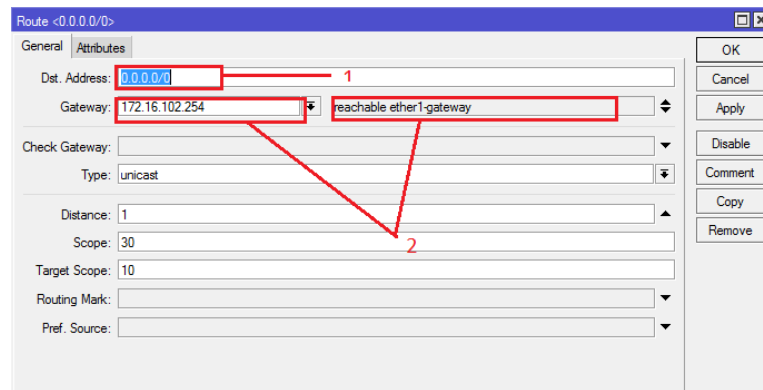 Route <0.0.0.0/0>
General Attributes
OK
Dst. Address: 0.0.0.0/0 1
Cancel
Gateway: 172.16.102.254 reachable ether1-gateway
Apply
Check Gateway:
Disable
Type: unicast
Comment
Copy
Distance: 1
Remove
Scope: 30
2
Target Scope: 10
Routing Mark:
Pref. Source: